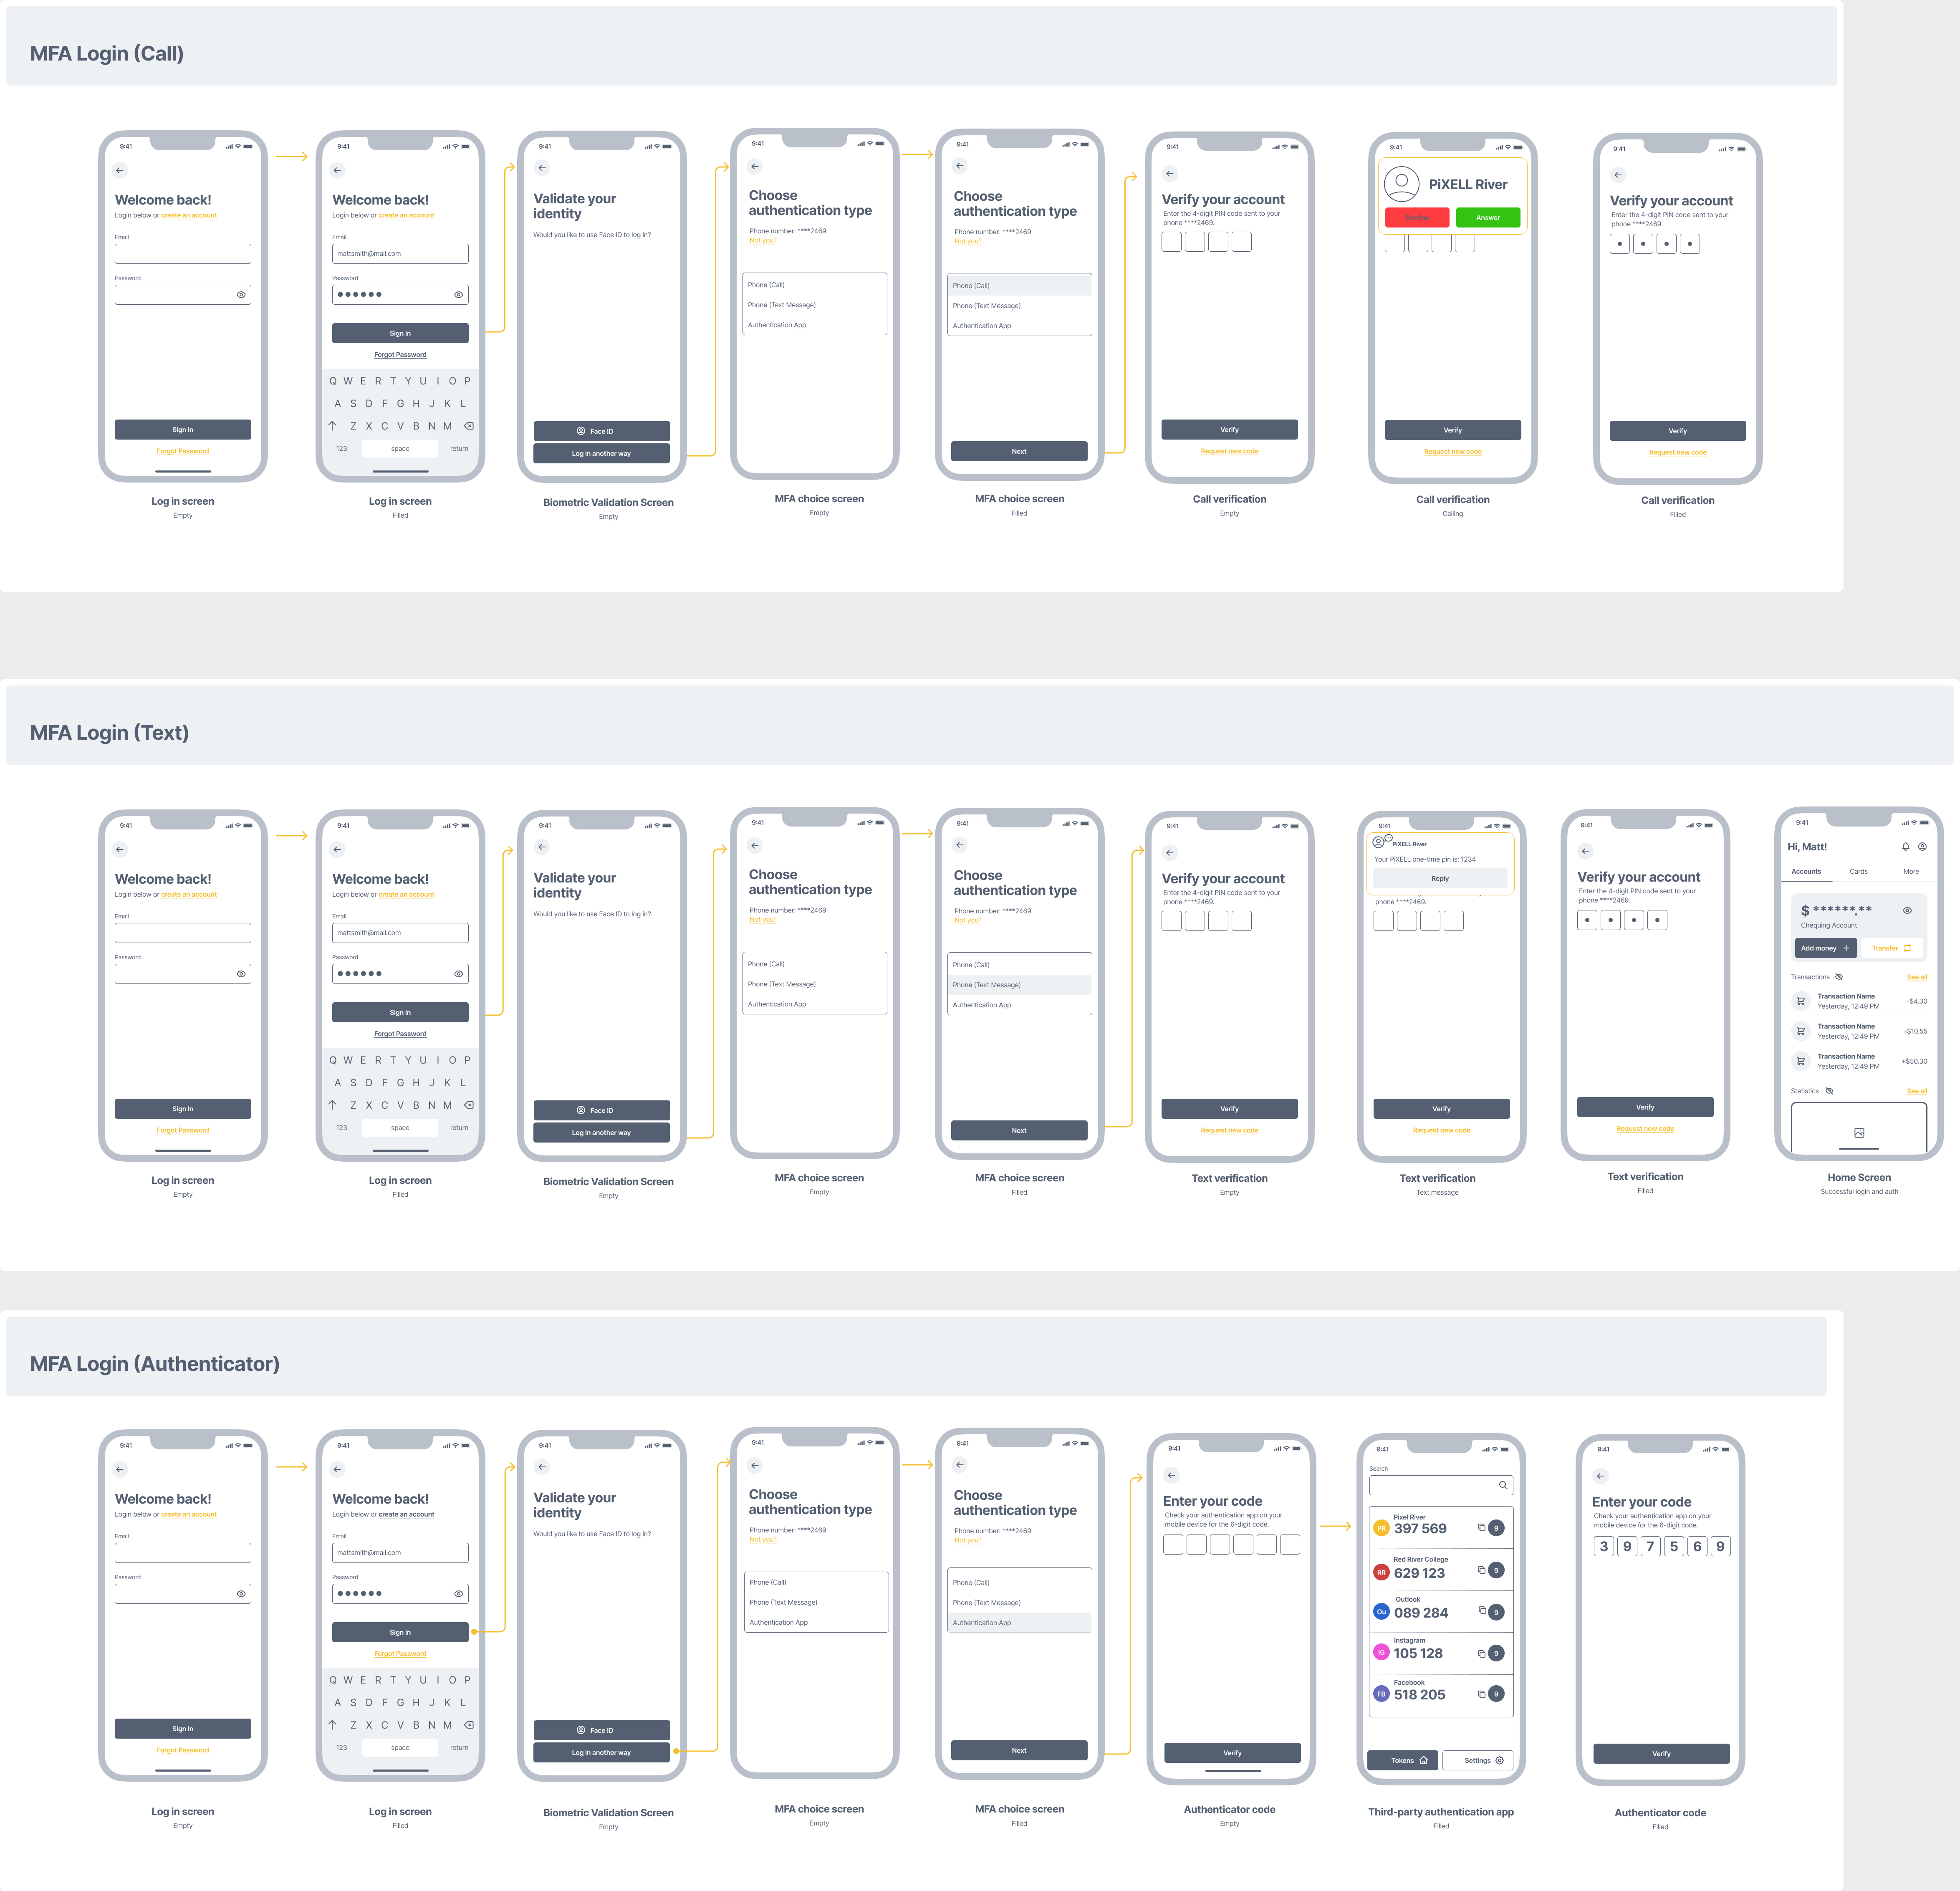 MFA Login (Call)
9:41
Welcome back!
Login below or create an account
Email
Password
Sign In
Forgot Password
Log in screen
Empty
9:41
Welcome back!
Login below or create an account
Email
mattsmith@mail.com
Password
Sign In
Forgot Password
Q W E R T Y U I O P
A S D F G H J K L
Z X C V B N M
123 space return
Log in screen
Filled
9:41
Validate your
identity
Would you like to use Face ID to log in?
Face ID
Log in another way
Biometric Validation Screen
Empty
9:41
Choose
authentication type
Phone number: ****2469
Not you?
Phone (Call)
Phone (Text Message)
Authentication App
MFA choice screen
Empty
9:41
Choose
authentication type
Phone number: ****2469
Not you?
Phone (Call)
Phone (Text Message)
Authentication App
Next
MFA choice screen
Filled
9:41
Verify your account
Enter the 4-digit PIN code sent to your
phone ****2469.
Verify
Request new code
Call verification
Empty
9:41
PiXELL River
Decline
Answer
Verify
Request new code
Call verification
Calling
9:41
Verify your account
Enter the 4-digit PIN code sent to your
phone ****2469.
Verify
Request new code
Call verification
Filled
MFA Login (Text)
9:41
Welcome back!
Login below or create an account
Email
Password
Sign In
Forgot Password
Log in screen
Empty
9:41
Welcome back!
Login below or create an account
Email
mattsmith@mail.com
Password
Sign In
Forgot Password
Q W E R T Y U I O P
A S D F G H J K L
Z X C V B N M
123 space return
Log in screen
Filled
9:41
Validate your
identity
Would you like to use Face ID to log in?
Face ID
Log in another way
Biometric Validation Screen
Empty
9:41
Choose
authentication type
Phone number: ****2469
Not you?
Phone (Call)
Phone (Text Message)
Authentication App
MFA choice screen
Empty
9:41
Choose
authentication type
Phone number: ****2469
Not you?
Phone (Call)
Phone (Text Message)
Authentication App
Next
MFA choice screen
Filled
9:41
Verify your account
Enter the 4-digit PIN code sent to your
phone ****2469.
Verify
Request new code
Text verification
Empty
9:41
PiXELL River
Your PiXELL one-time pin is: 1234
Reply
phone ****2469.
Verify
Request new code
Text verification
Text message
9:41
Verify your account
Enter the 4-digit PIN code sent to your
phone ****2469.
Verify
Request new code
Text verification
Filled
9:41
Hi, Matt!
Accounts Cards More
$ ******.**
Chequing Account
Add money + Transfer
Transactions See all
Transaction Name
Yesterday, 12:49 PM
-$4.30
Transaction Name
Yesterday, 12:49 PM
-$10.55
Transaction Name
Yesterday, 12:49 PM
+$50.30
Statistics See all
Home Screen
Successful login and auth
MFA Login (Authenticator)
9:41
Welcome back!
Login below or create an account
Email
Password
Sign In
Forgot Password
Log in screen
Empty
9:41
Welcome back!
Login below or create an account
Email
mattsmith@mail.com
Password
Sign In
Forgot Password
Q W E R T Y U I O P
A S D F G H J K L
Z X C V B N M
123 space return
Log in screen
Filled
9:41
Validate your
identity
Would you like to use Face ID to log in?
Face ID
Log in another way
Biometric Validation Screen
Empty
9:41
Choose
authentication type
Phone number: ****2469
Not you?
Phone (Call)
Phone (Text Message)
Authentication App
MFA choice screen
Empty
9:41
Choose
authentication type
Phone number: ****2469
Not you?
Phone (Call)
Phone (Text Message)
Authentication App
Next
MFA choice screen
Filled
9:41
Enter your code
Check your authentication app on your
mobile device for the 6-digit code.
Verify
Authenticator code
Empty
9:41
Search
Pixel River
PR 397 569 9
Red River College
RR 629 123 9
Outlook
Ou 089 284 9
Instagram
IG 105 128 9
Facebook
FB 518 205 9
Tokens Settings
Third-party authentication app
Filled
9:41
Enter your code
Check your authentication app on your
mobile device for the 6-digit code.
3 9 7 5 6 9
Verify
Authenticator code
Filled